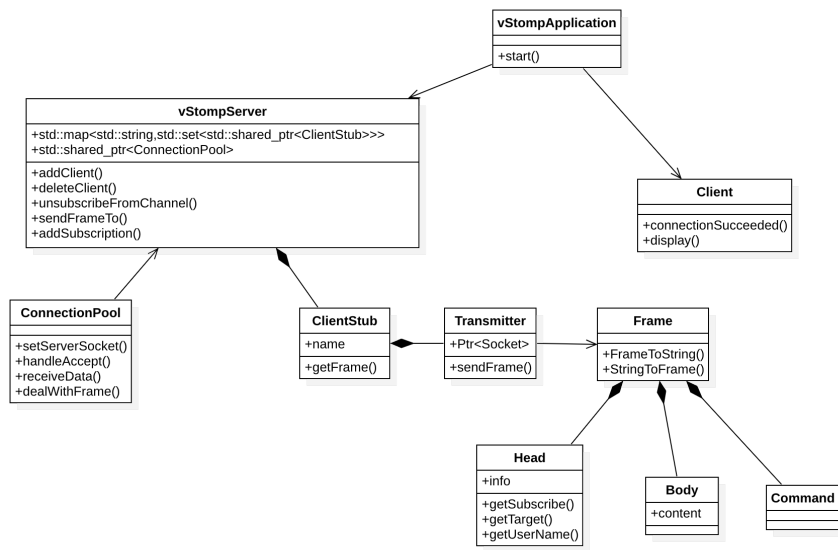 vStompApplication
+start()
vStompServer
+std::map<std::string,std::set<std::shared_ptr<ClientStub>>>
+std::shared_ptr<ConnectionPool>
+addClient()
+deleteClient()
+unsubscribeFromChannel()
+sendFrameTo()
+addSubscription()
Client
+connectionSucceeded()
+display()
ConnectionPool
+setServerSocket()
+handleAccept()
+receiveData()
+dealWithFrame()
ClientStub
+name
+getFrame()
Transmitter
+Ptr<Socket>
+sendFrame()
Frame
+FrameToString()
+StringToFrame()
Head
+info
+getSubscribe()
+getTarget()
+getUserName()
Body
+content
Command